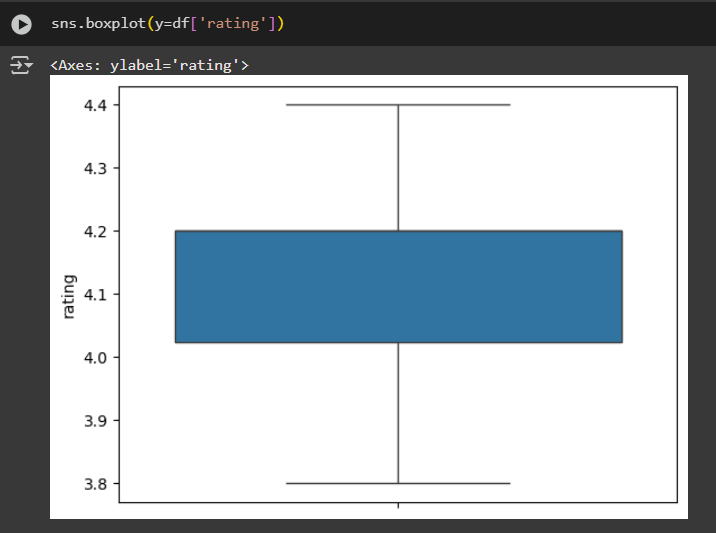 sns.boxplot(y=df['rating'])
<Axes: ylabel='rating'>
4.4
4.3
4.2
4.1
4.0
3.9
3.8
rating